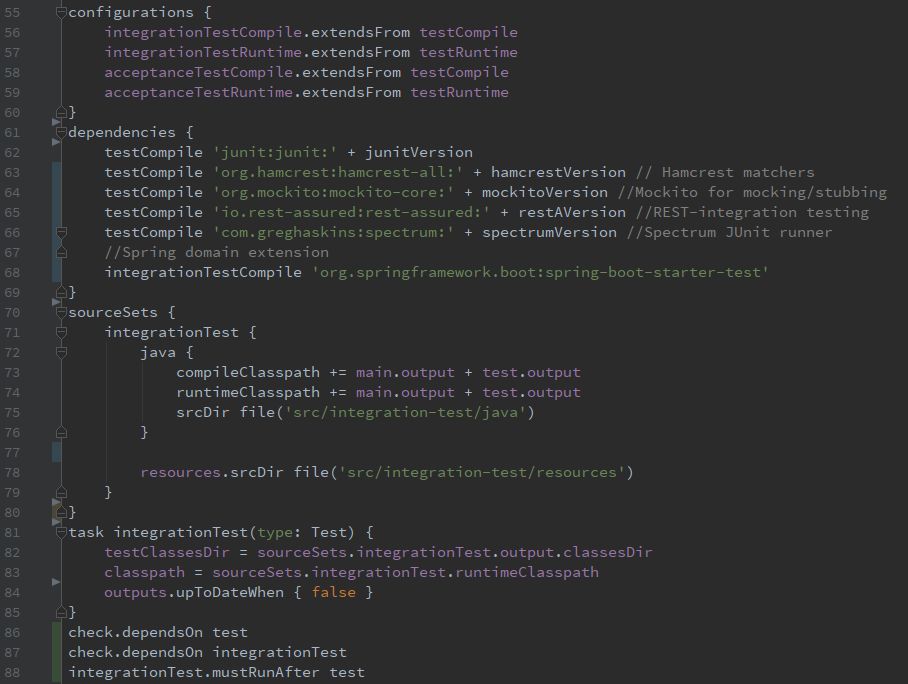 55 configurations {
56     integrationTestCompile.extendsFrom testCompile
57     integrationTestRuntime.extendsFrom testRuntime
58     acceptanceTestCompile.extendsFrom testCompile
59     acceptanceTestRuntime.extendsFrom testRuntime
60 }
61 dependencies {
62     testCompile 'junit:junit:' + junitVersion
63     testCompile 'org.hamcrest:hamcrest-all:' + hamcrestVersion // Hamcrest matchers
64     testCompile 'org.mockito:mockito-core:' + mockitoVersion //Mockito for mocking/stubbing
65     testCompile 'io.rest-assured:rest-assured:' + restAVersion //REST-integration testing
66     testCompile 'com.greghaskins:spectrum:' + spectrumVersion //Spectrum JUnit runner
67     //Spring domain extension
68     integrationTestCompile 'org.springframework.boot:spring-boot-starter-test'
69 }
70 sourceSets {
71     integrationTest {
72         java {
73             compileClasspath += main.output + test.output
74             runtimeClasspath += main.output + test.output
75             srcDir file('src/integration-test/java')
76         }
77
78         resources.srcDir file('src/integration-test/resources')
79     }
80 }
81 task integrationTest(type: Test) {
82     testClassesDir = sourceSets.integrationTest.output.classesDir
83     classpath = sourceSets.integrationTest.runtimeClasspath
84     outputs.upToDateWhen { false }
85 }
86 check.dependsOn test
87 check.dependsOn integrationTest
88 integrationTest.mustRunAfter test